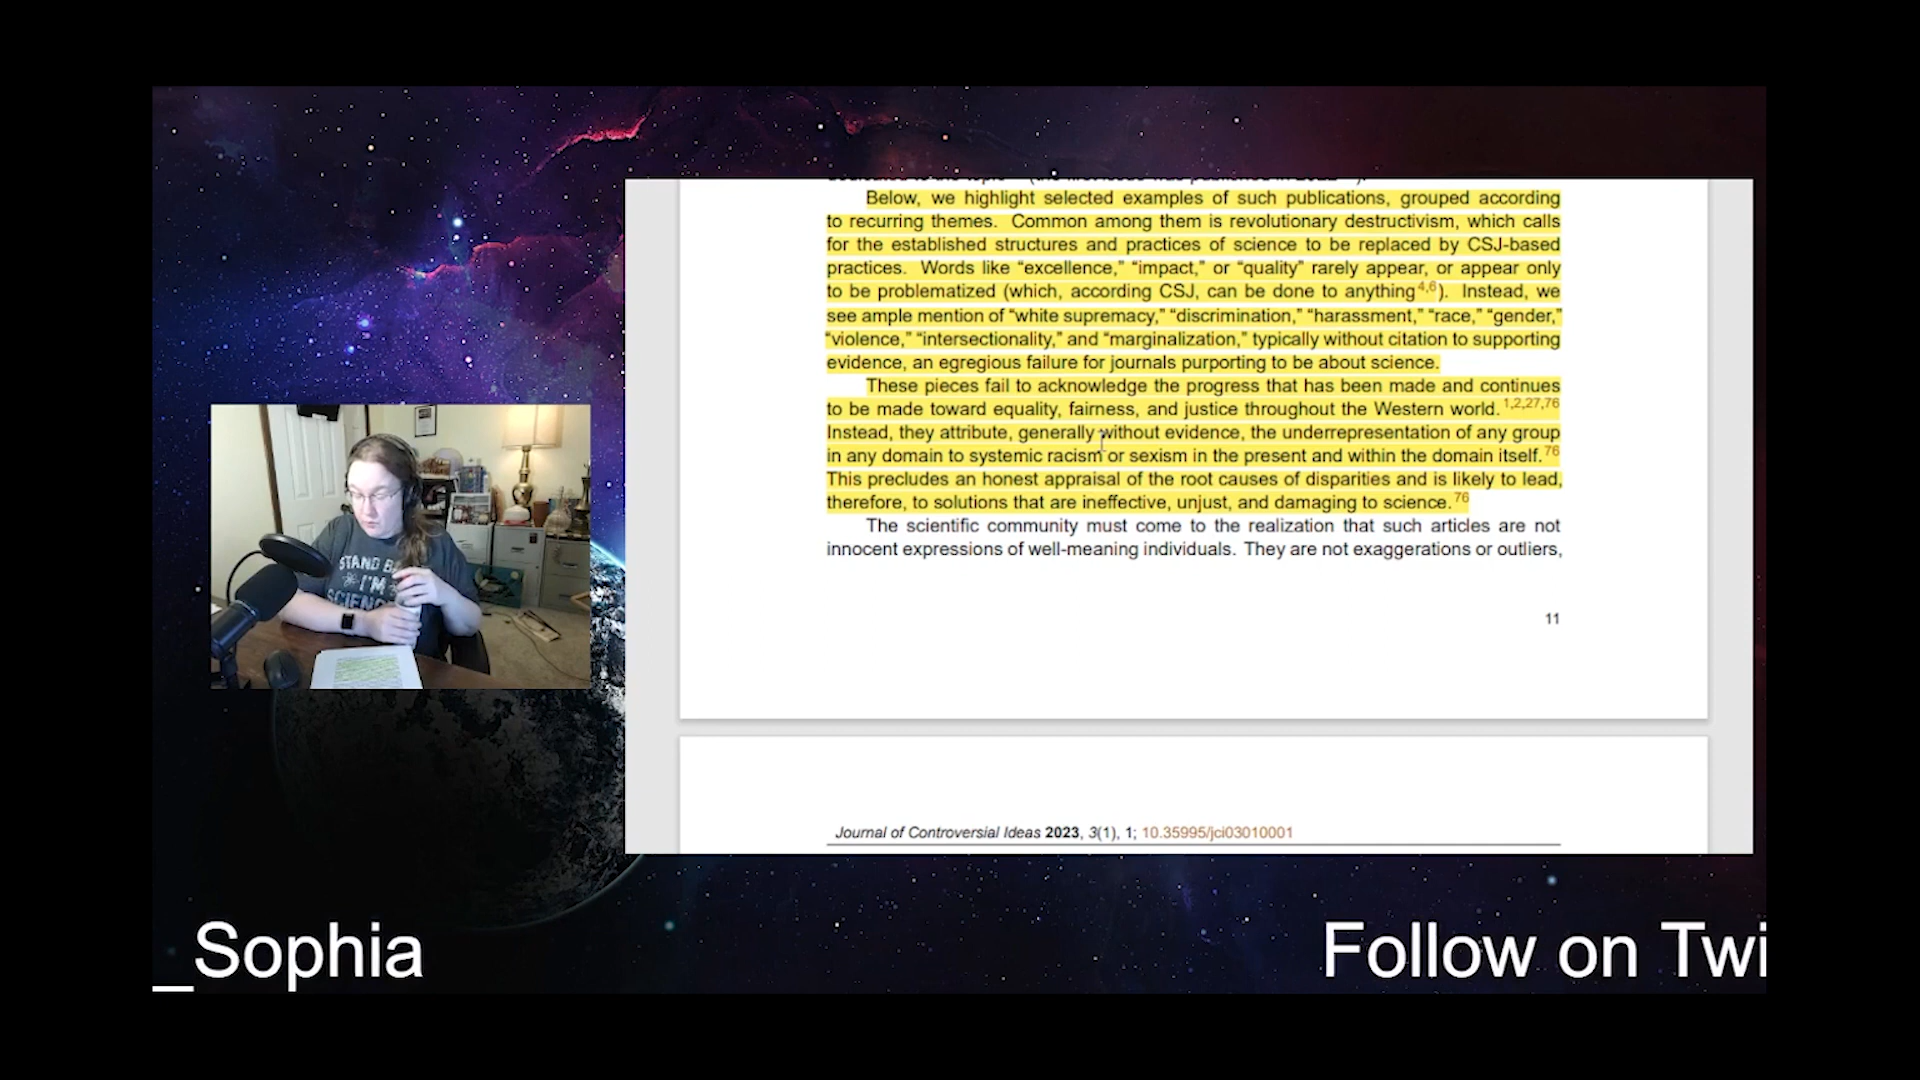 Below, we highlight selected examples of such publications, grouped according
to recurring themes. Common among them is revolutionary destructivism, which calls
for the established structures and practices of science to be replaced by CSJ-based
practices. Words like “excellence,” “impact,” or “quality” rarely appear, or appear only
to be problematized (which, according CSJ, can be done to anything4,6). Instead, we
see ample mention of “white supremacy,” “discrimination,” “harassment,” “race,” “gender,”
“violence,” “intersectionality,” and “marginalization,” typically without citation to supporting
evidence, an egregious failure for journals purporting to be about science.
These pieces fail to acknowledge the progress that has been made and continues
to be made toward equality, fairness, and justice throughout the Western world.1,2,27,76
Instead, they attribute, generally without evidence, the underrepresentation of any group
in any domain to systemic racism or sexism in the present and within the domain itself.76
This precludes an honest appraisal of the root causes of disparities and is likely to lead,
therefore, to solutions that are ineffective, unjust, and damaging to science.76
The scientific community must come to the realization that such articles are not
innocent expressions of well-meaning individuals. They are not exaggerations or outliers,
11
Journal of Controversial Ideas 2023, 3(1), 1; 10.35995/jci03010001
STAND
I'M
_Sophia
Follow on Twi